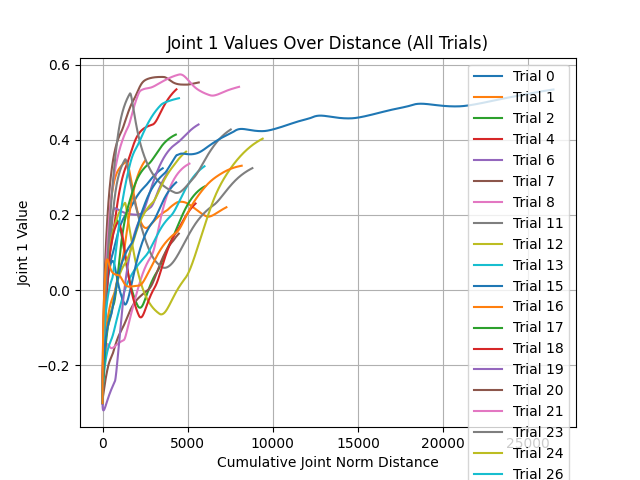 Joint 1 Values Over Distance (All Trials)
0.6
0.4
0.2
0.0
−0.2
Joint 1 Value
0
5000
10000
15000
20000
25000
Cumulative Joint Norm Distance
Trial 0
Trial 1
Trial 2
Trial 4
Trial 6
Trial 7
Trial 8
Trial 11
Trial 12
Trial 13
Trial 15
Trial 16
Trial 17
Trial 18
Trial 19
Trial 20
Trial 21
Trial 23
Trial 24
Trial 26